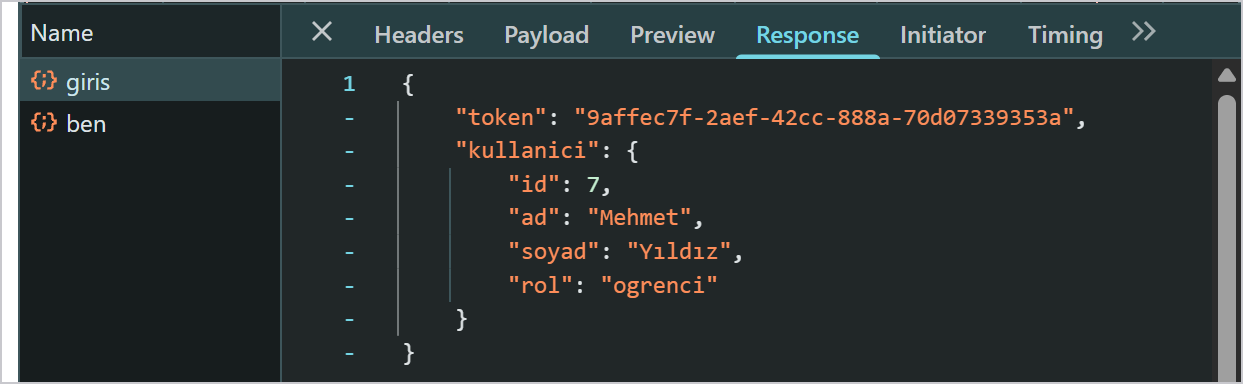 Name
Headers Payload Preview Response Initiator Timing
giris
ben
1 {
- "token": "9affec7f-2aef-42cc-888a-70d07339353a",
- "kullanici": {
- "id": 7,
- "ad": "Mehmet",
- "soyad": "Yıldız",
- "rol": "ogrenci"
- }
- }